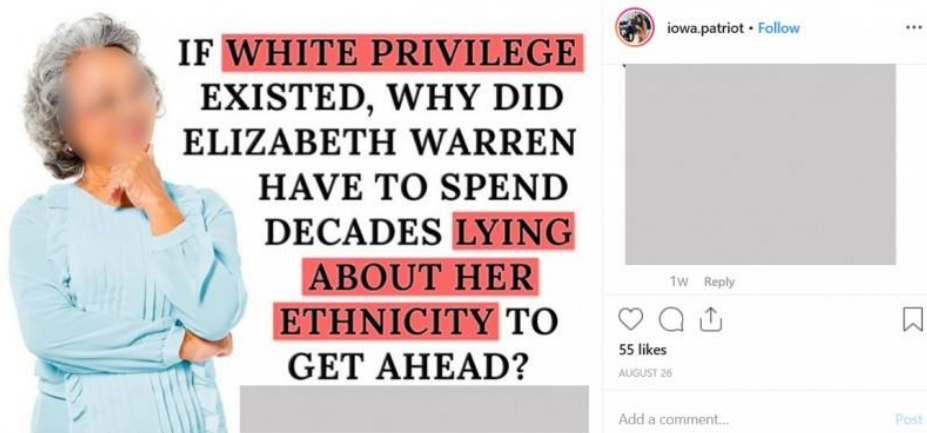 IF WHITE PRIVILEGE
EXISTED, WHY DID
ELIZABETH WARREN
HAVE TO SPEND
DECADES LYING
ABOUT HER
ETHNICITY TO
GET AHEAD?
iowa.patriot • Follow
1w Reply
55 likes
AUGUST 26
Add a comment... Post